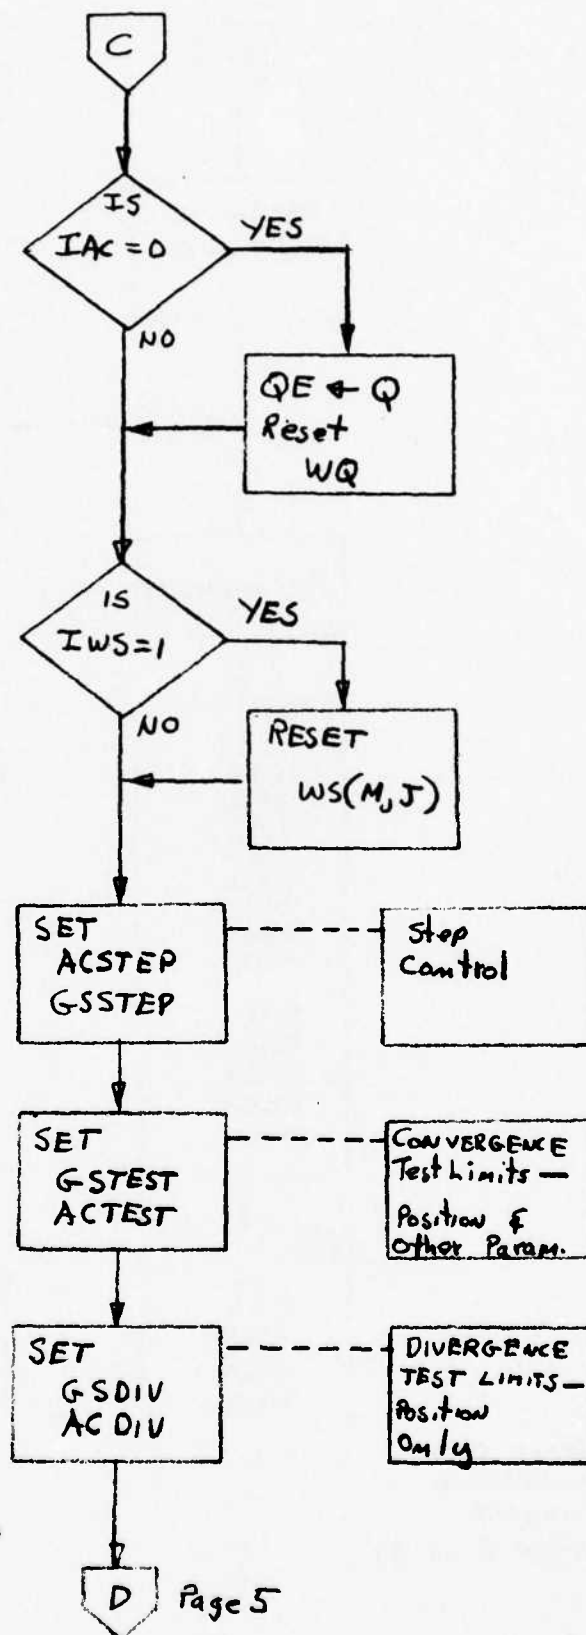 C
IS
IAC = 0
YES
NO
QE ← Q
Reset
WQ
IS
IWS=1
YES
NO
RESET
WS(M,J)
SET
ACSTEP
GSSTEP
Step
Control
SET
GSTEST
ACTEST
CONVERGENCE
Test Limits —
Position &
Other Param.
SET
GSDIV
ACDIV
DIVERGENCE
TEST LIMITS —
Position
Only
D
Page 5